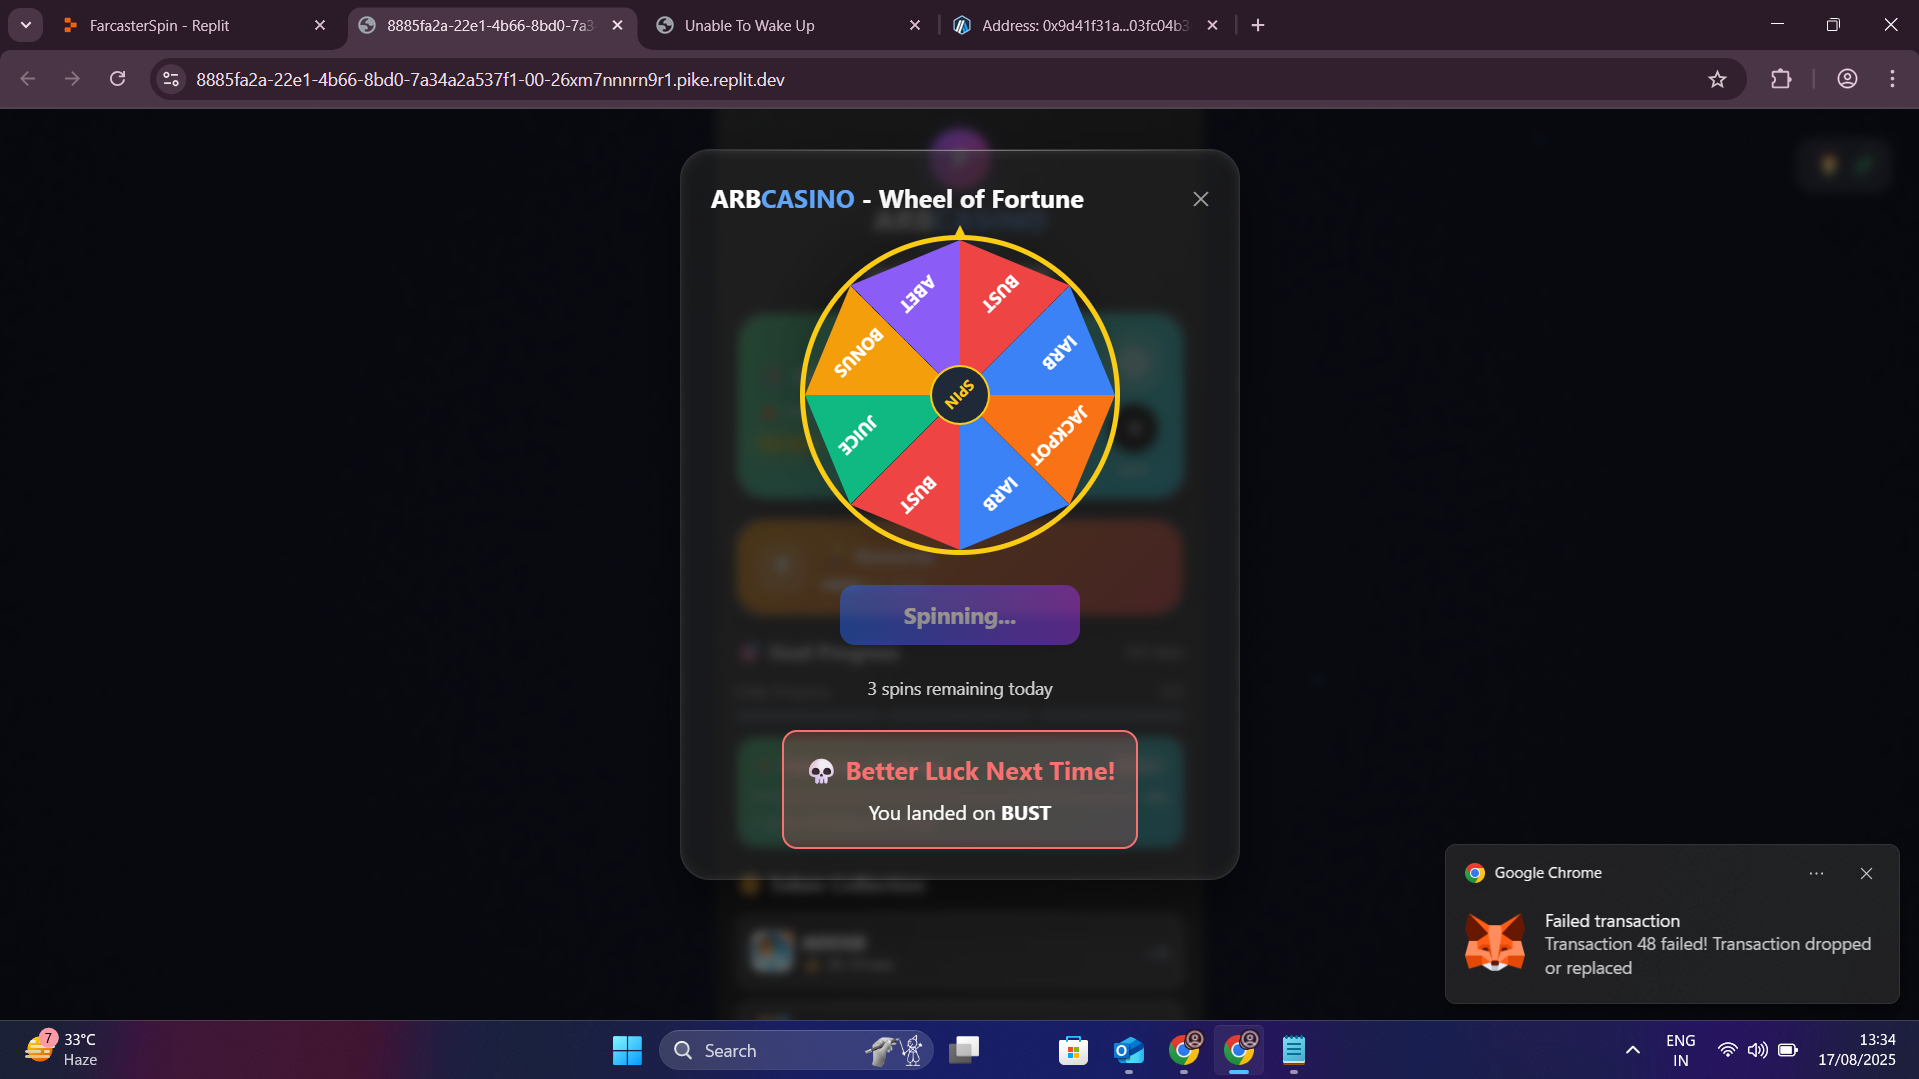 FarcasterSpin - Replit
8885fa2a-22e1-4b66-8bd0-7a3
Unable To Wake Up
Address: 0x9d41f31a...03fc04b3
8885fa2a-22e1-4b66-8bd0-7a34a2a537f1-00-26xm7nnnrn9r1.pike.replit.dev
ARBCASINO - Wheel of Fortune
ABET
BUST
BONUS
IARB
SPIN
JUICE
JACKPOT
BUST
IARB
Spinning...
3 spins remaining today
💀 Better Luck Next Time!
You landed on BUST
Google Chrome
Failed transaction
Transaction 48 failed! Transaction dropped
or replaced
7
33°C
Haze
Search
ENG
IN
13:34
17/08/2025